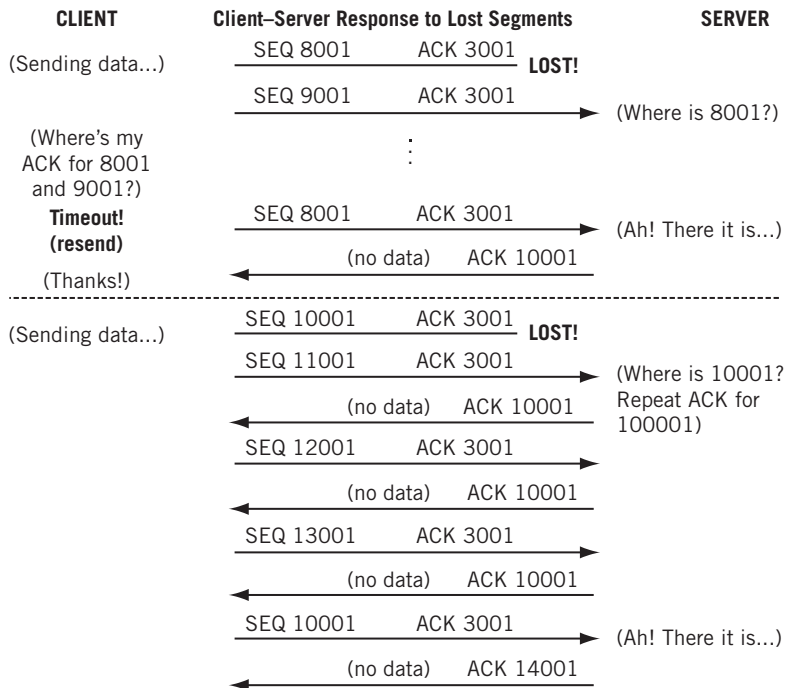 CLIENT
Client–Server Response to Lost Segments
SERVER
(Sending data...)
SEQ 8001 ACK 3001
LOST!
SEQ 9001 ACK 3001
(Where is 8001?)
(Where's my
ACK for 8001
and 9001?)
Timeout!
(resend)
SEQ 8001 ACK 3001
(Ah! There it is...)
(no data) ACK 10001
(Thanks!)
(Sending data...)
SEQ 10001 ACK 3001
LOST!
SEQ 11001 ACK 3001
(Where is 10001?
Repeat ACK for
100001)
(no data) ACK 10001
SEQ 12001 ACK 3001
(no data) ACK 10001
SEQ 13001 ACK 3001
(no data) ACK 10001
SEQ 10001 ACK 3001
(Ah! There it is...)
(no data) ACK 14001